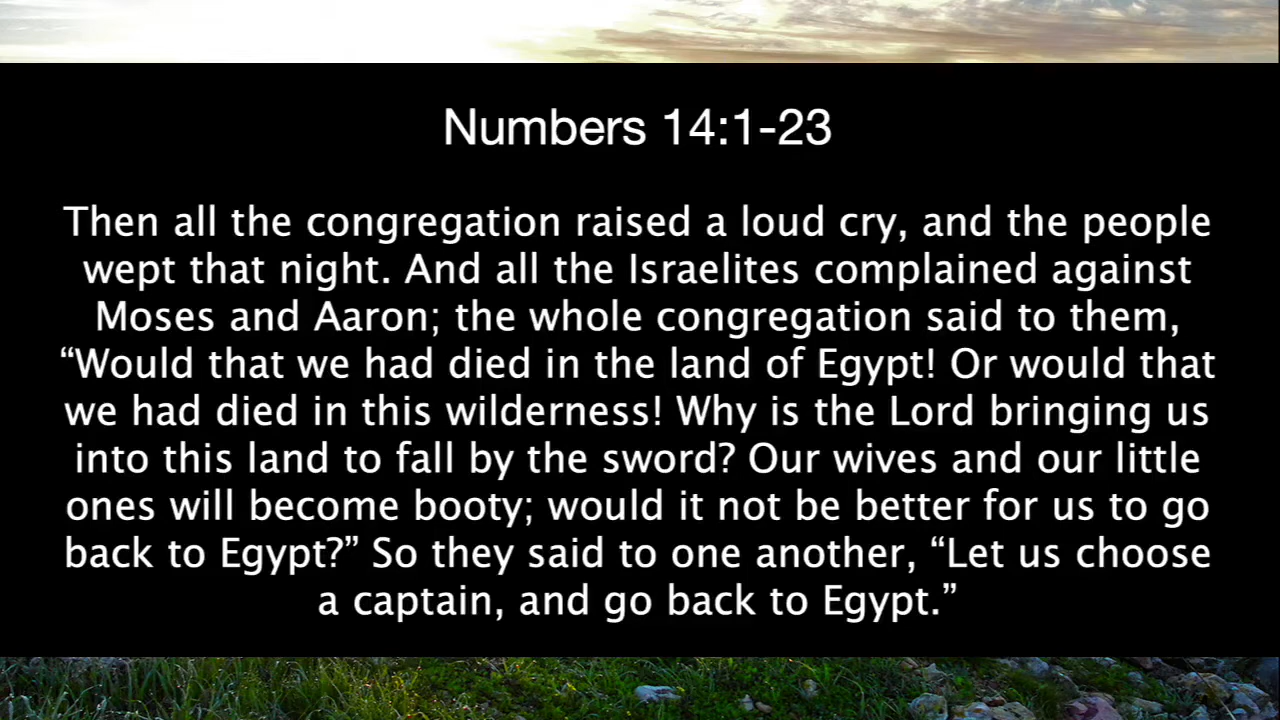 Numbers 14:1-23
Then all the congregation raised a loud cry, and the people
wept that night. And all the Israelites complained against
Moses and Aaron; the whole congregation said to them,
“Would that we had died in the land of Egypt! Or would that
we had died in this wilderness! Why is the Lord bringing us
into this land to fall by the sword? Our wives and our little
ones will become booty; would it not be better for us to go
back to Egypt?” So they said to one another, “Let us choose
a captain, and go back to Egypt.”